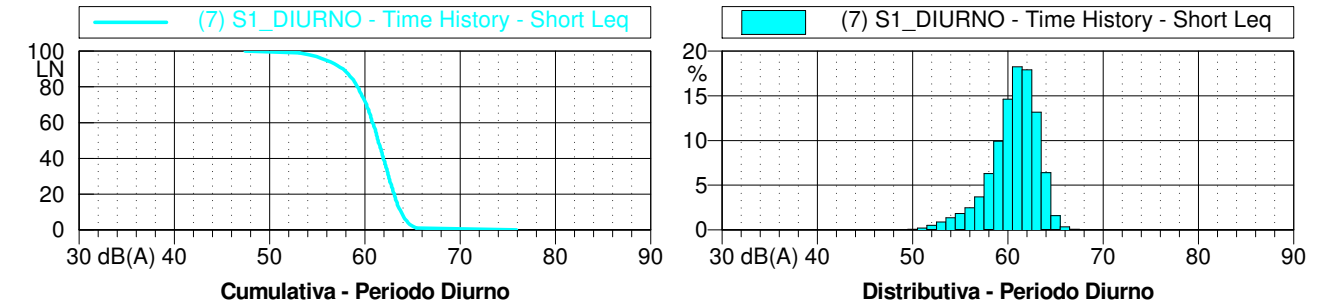 (7) S1_DIURNO - Time History - Short Leq
100
LN
80
60
40
20
0
30 dB(A) 40 50 60 70 80 90
Cumulativa - Periodo Diurno
(7) S1_DIURNO - Time History - Short Leq
20
%
15
10
5
0
30 dB(A) 40 50 60 70 80 90
Distributiva - Periodo Diurno